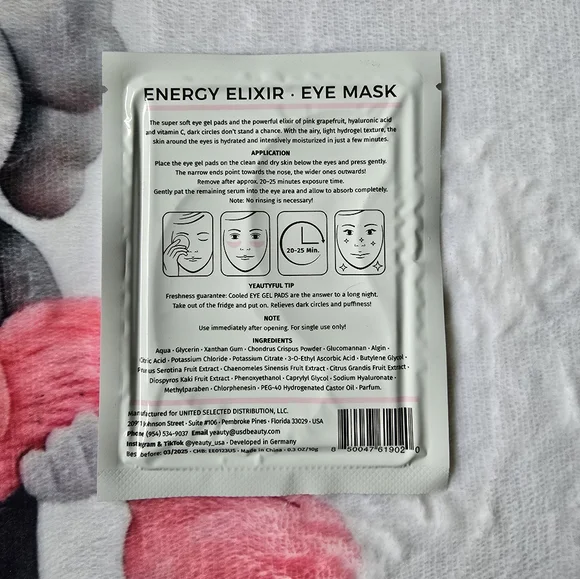 ENERGY ELIXIR · EYE MASK
The super soft eye gel pads and the powerful elixir of pink grapefruit, hyaluronic acid
and vitamin C, dark circles don't stand a chance. With the airy, light hydrogel texture, the
skin around the eyes is hydrated and intensively moisturized in just a few minutes.
APPLICATION
Place the eye gel pads on the clean and dry skin below the eyes and press gently.
The narrow ends point towards the nose, the wider ones outwards!
Remove after approx. 20-25 minutes exposure time.
Gently pat the remaining serum into the eye area and allow to absorb completely.
Note: No rinsing is necessary!
20-25 Min.
YEAUTYFUL TIP
Freshness guarantee: Cooled EYE GEL PADS are the answer to a long night.
Take out of the fridge and put on. Relieves dark circles and puffiness!
NOTE
Use immediately after opening. For single use only!
INGREDIENTS
Aqua · Glycerin · Xanthan Gum · Chondrus Crispus Powder · Glucomannan · Algin ·
Citric Acid · Potassium Chloride · Potassium Citrate · 3-O-Ethyl Ascorbic Acid · Butylene Glycol ·
Prunus Serotina Fruit Extract · Chaenomeles Sinensis Fruit Extract · Citrus Grandis Fruit Extract ·
Diospyros Kaki Fruit Extract · Phenoxyethanol · Caprylyl Glycol · Sodium Hyaluronate ·
Methylparaben · Chlorphenesin · PEG-40 Hydrogenated Castor Oil · Parfum.
Manufactured for UNITED SELECTED DISTRIBUTION, LLC.
Johnson Street · Suite #106 · Pembroke Pines · Florida 33029 · USA
Phone (954) 534-9037 Email yeauty@usdbeauty.com
Instagram & TikTok @yeauty_usa · Developed in Germany
Best before: 03/2025 · CHB: EE0123US · Made in China · 0.3 OZ/10g
8 50047 61902 0